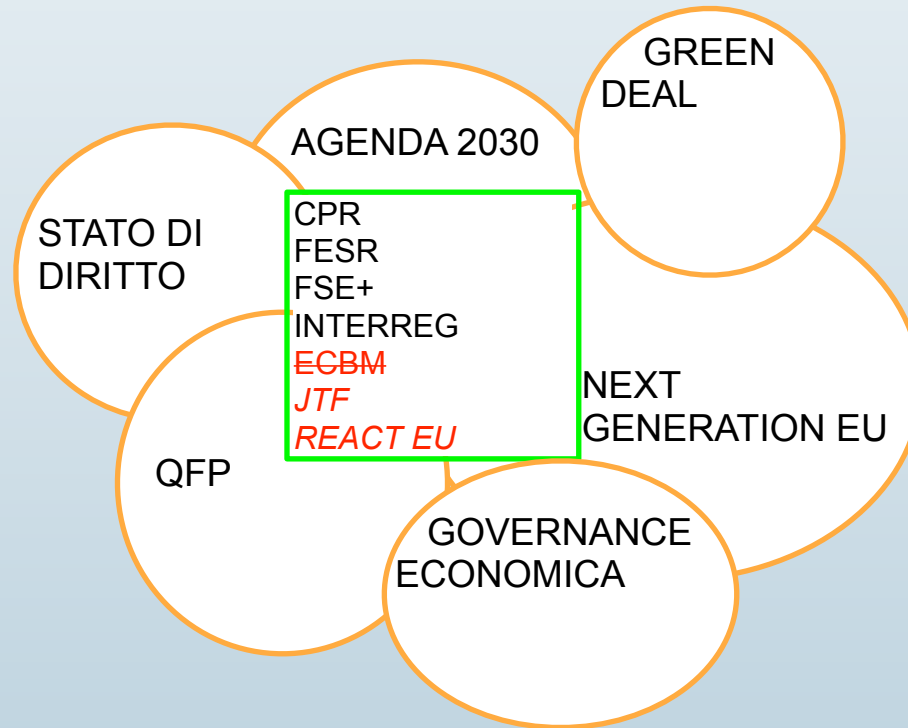 GREEN
DEAL
AGENDA 2030
STATO DI
DIRITTO
CPR
FESR
FSE+
INTERREG
ECBM
JTF
REACT EU
NEXT
GENERATION EU
QFP
GOVERNANCE
ECONOMICA